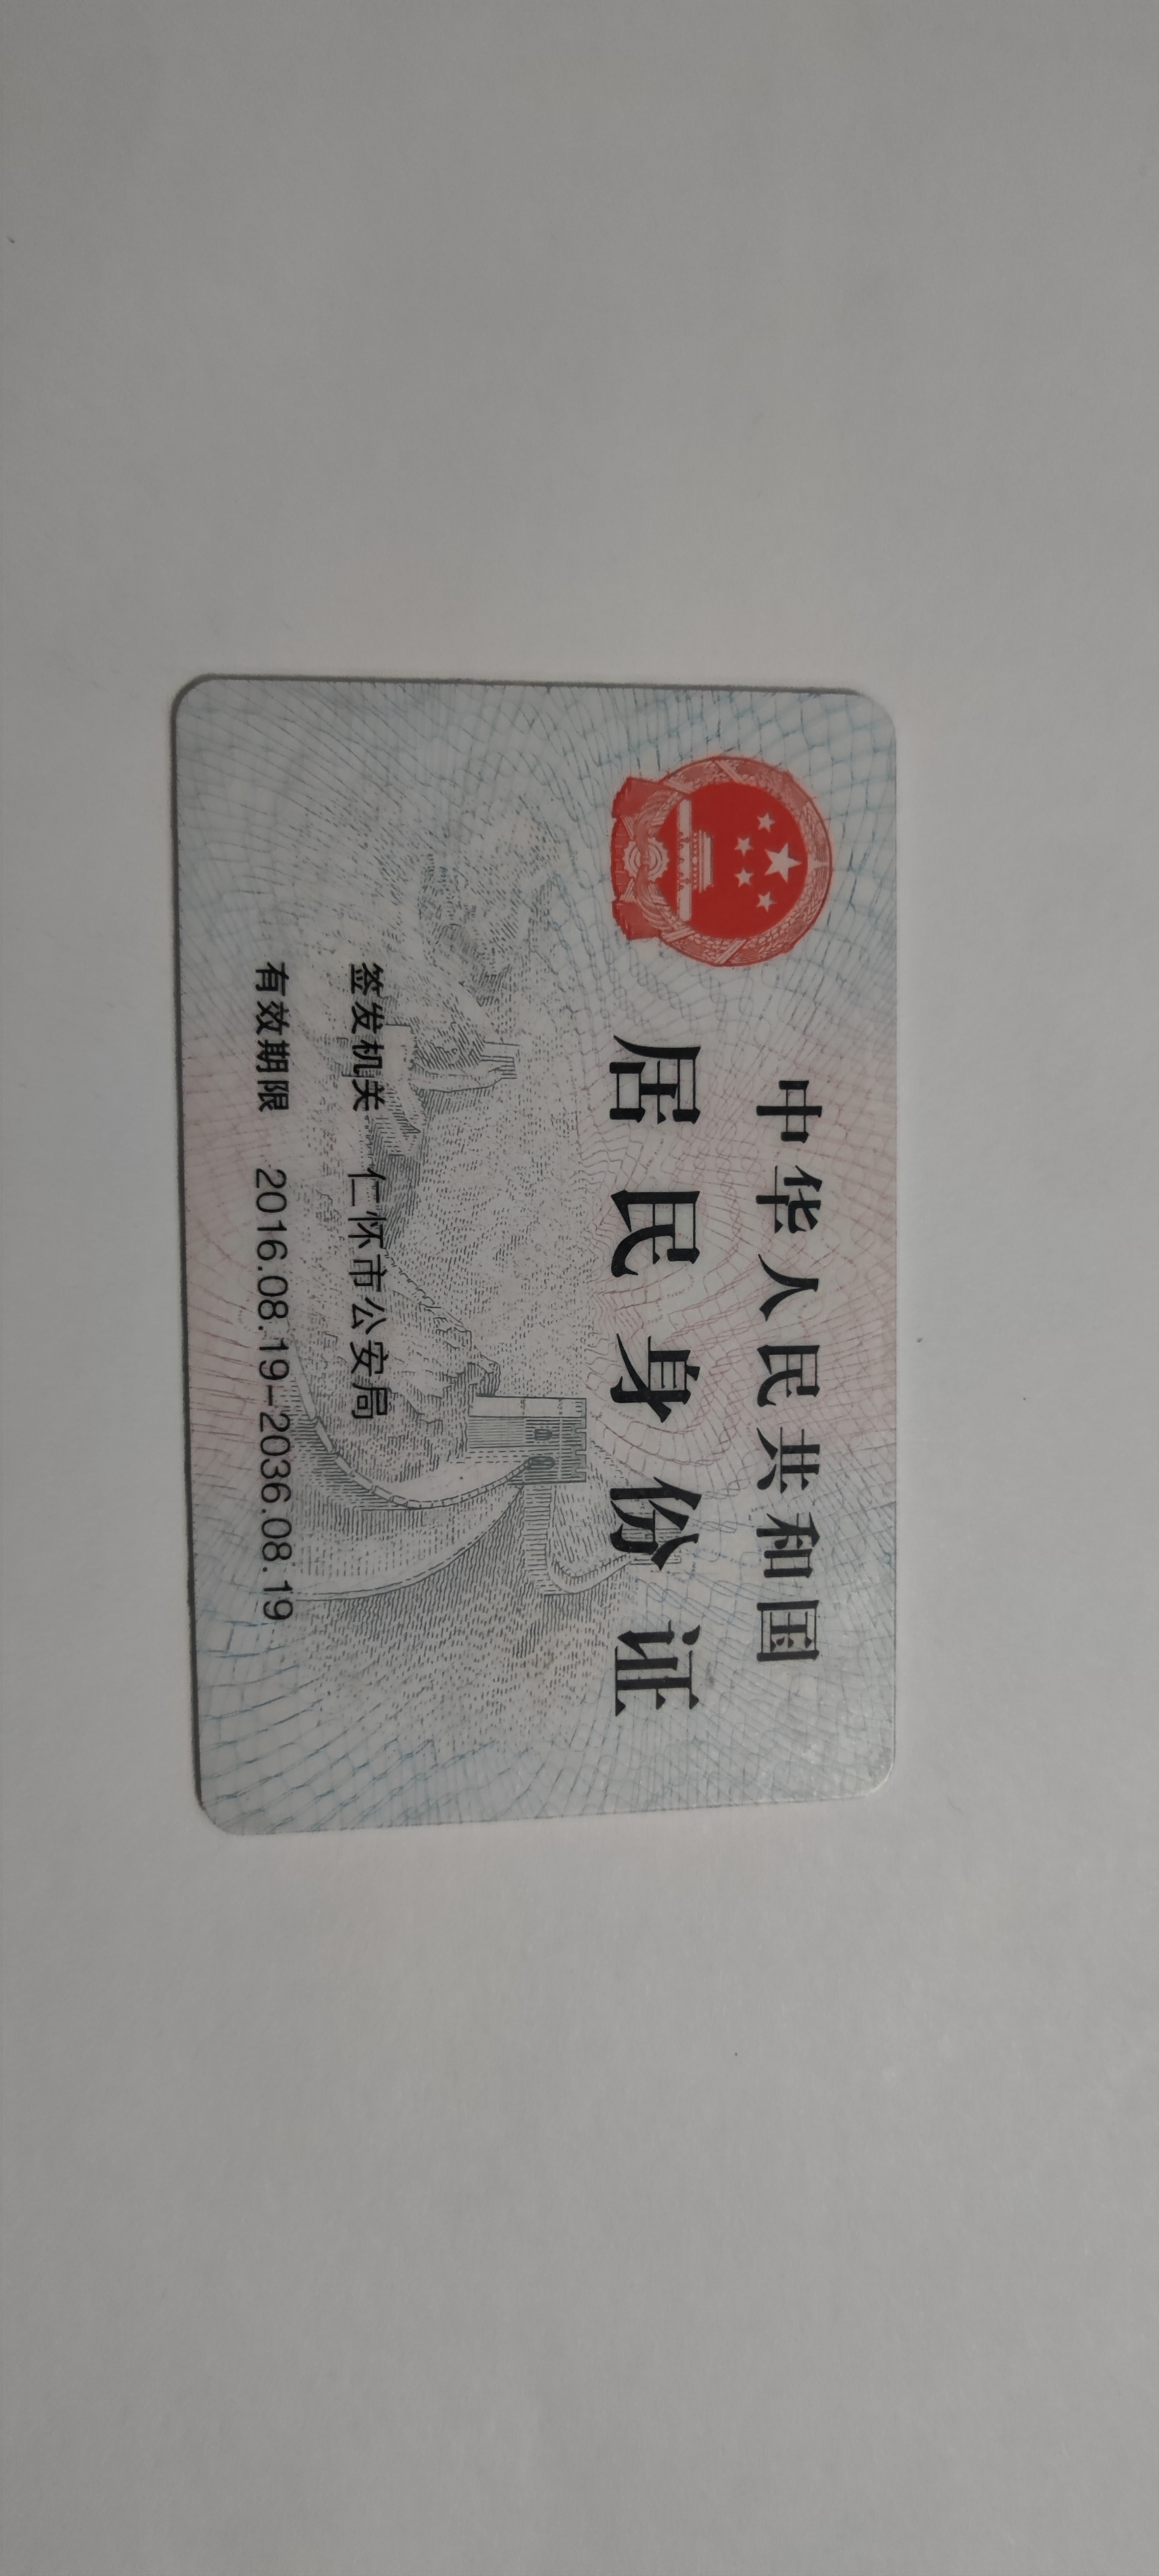 中华人民共和国
居民身份证
签发机关 仁怀市公安局
有效期限 2016.08.19-2036.08.19